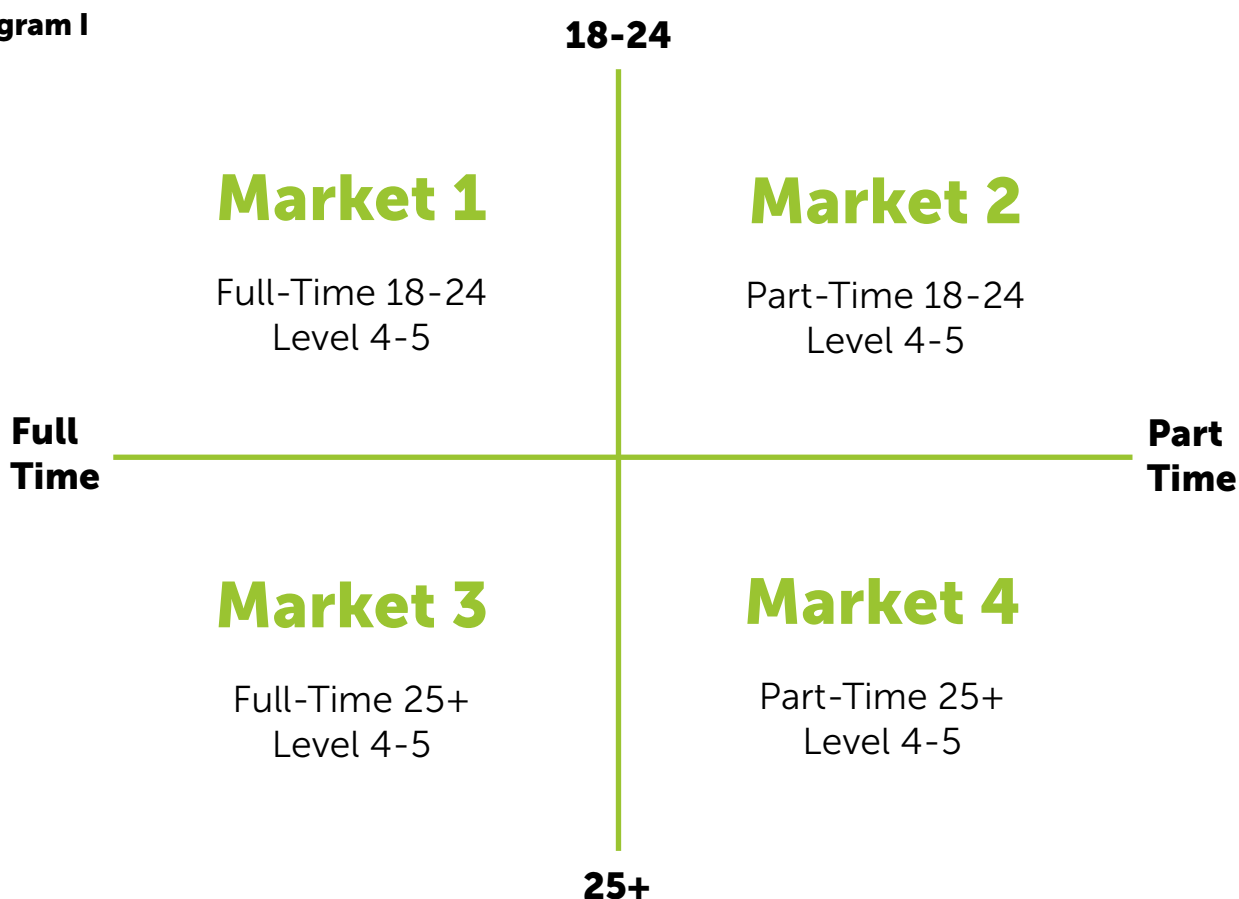 gram I
18-24
Market 1
Market 2
Full-Time 18-24
Level 4-5
Part-Time 18-24
Level 4-5
Full
Time
Part
Time
Market 3
Market 4
Full-Time 25+
Level 4-5
Part-Time 25+
Level 4-5
25+